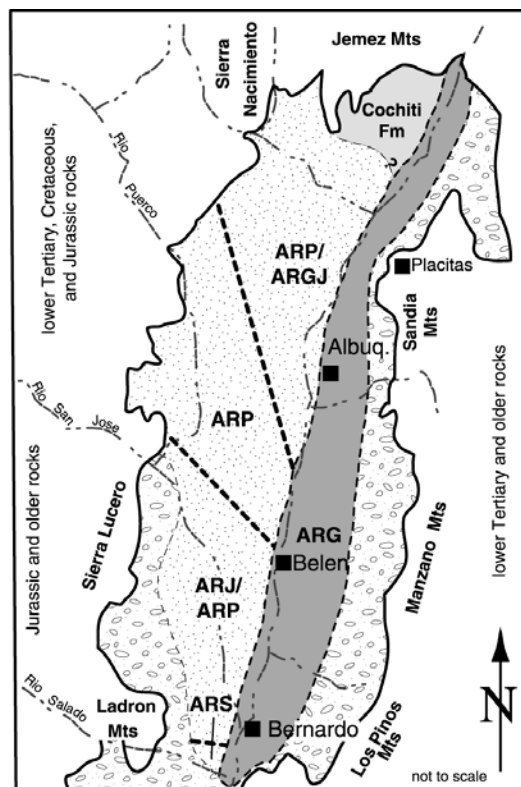 Jemez Mts
Sierra
Nacimiento
Cochiti
Fm
Rio
Puerco
lower Tertiary, Cretaceous,
and Jurassic rocks
ARP/
ARGJ
Placitas
Sandia
Mts
Albuq.
Rio San Jose
ARP
lower Tertiary and older rocks
Jurassic and older rocks
Sierra Lucero
ARG
Manzano Mts
Belen
ARJ/
ARP
Rio
Salado
Ladron
Mts
ARS
Bernardo
Los Pinos
Mts
N
not to scale